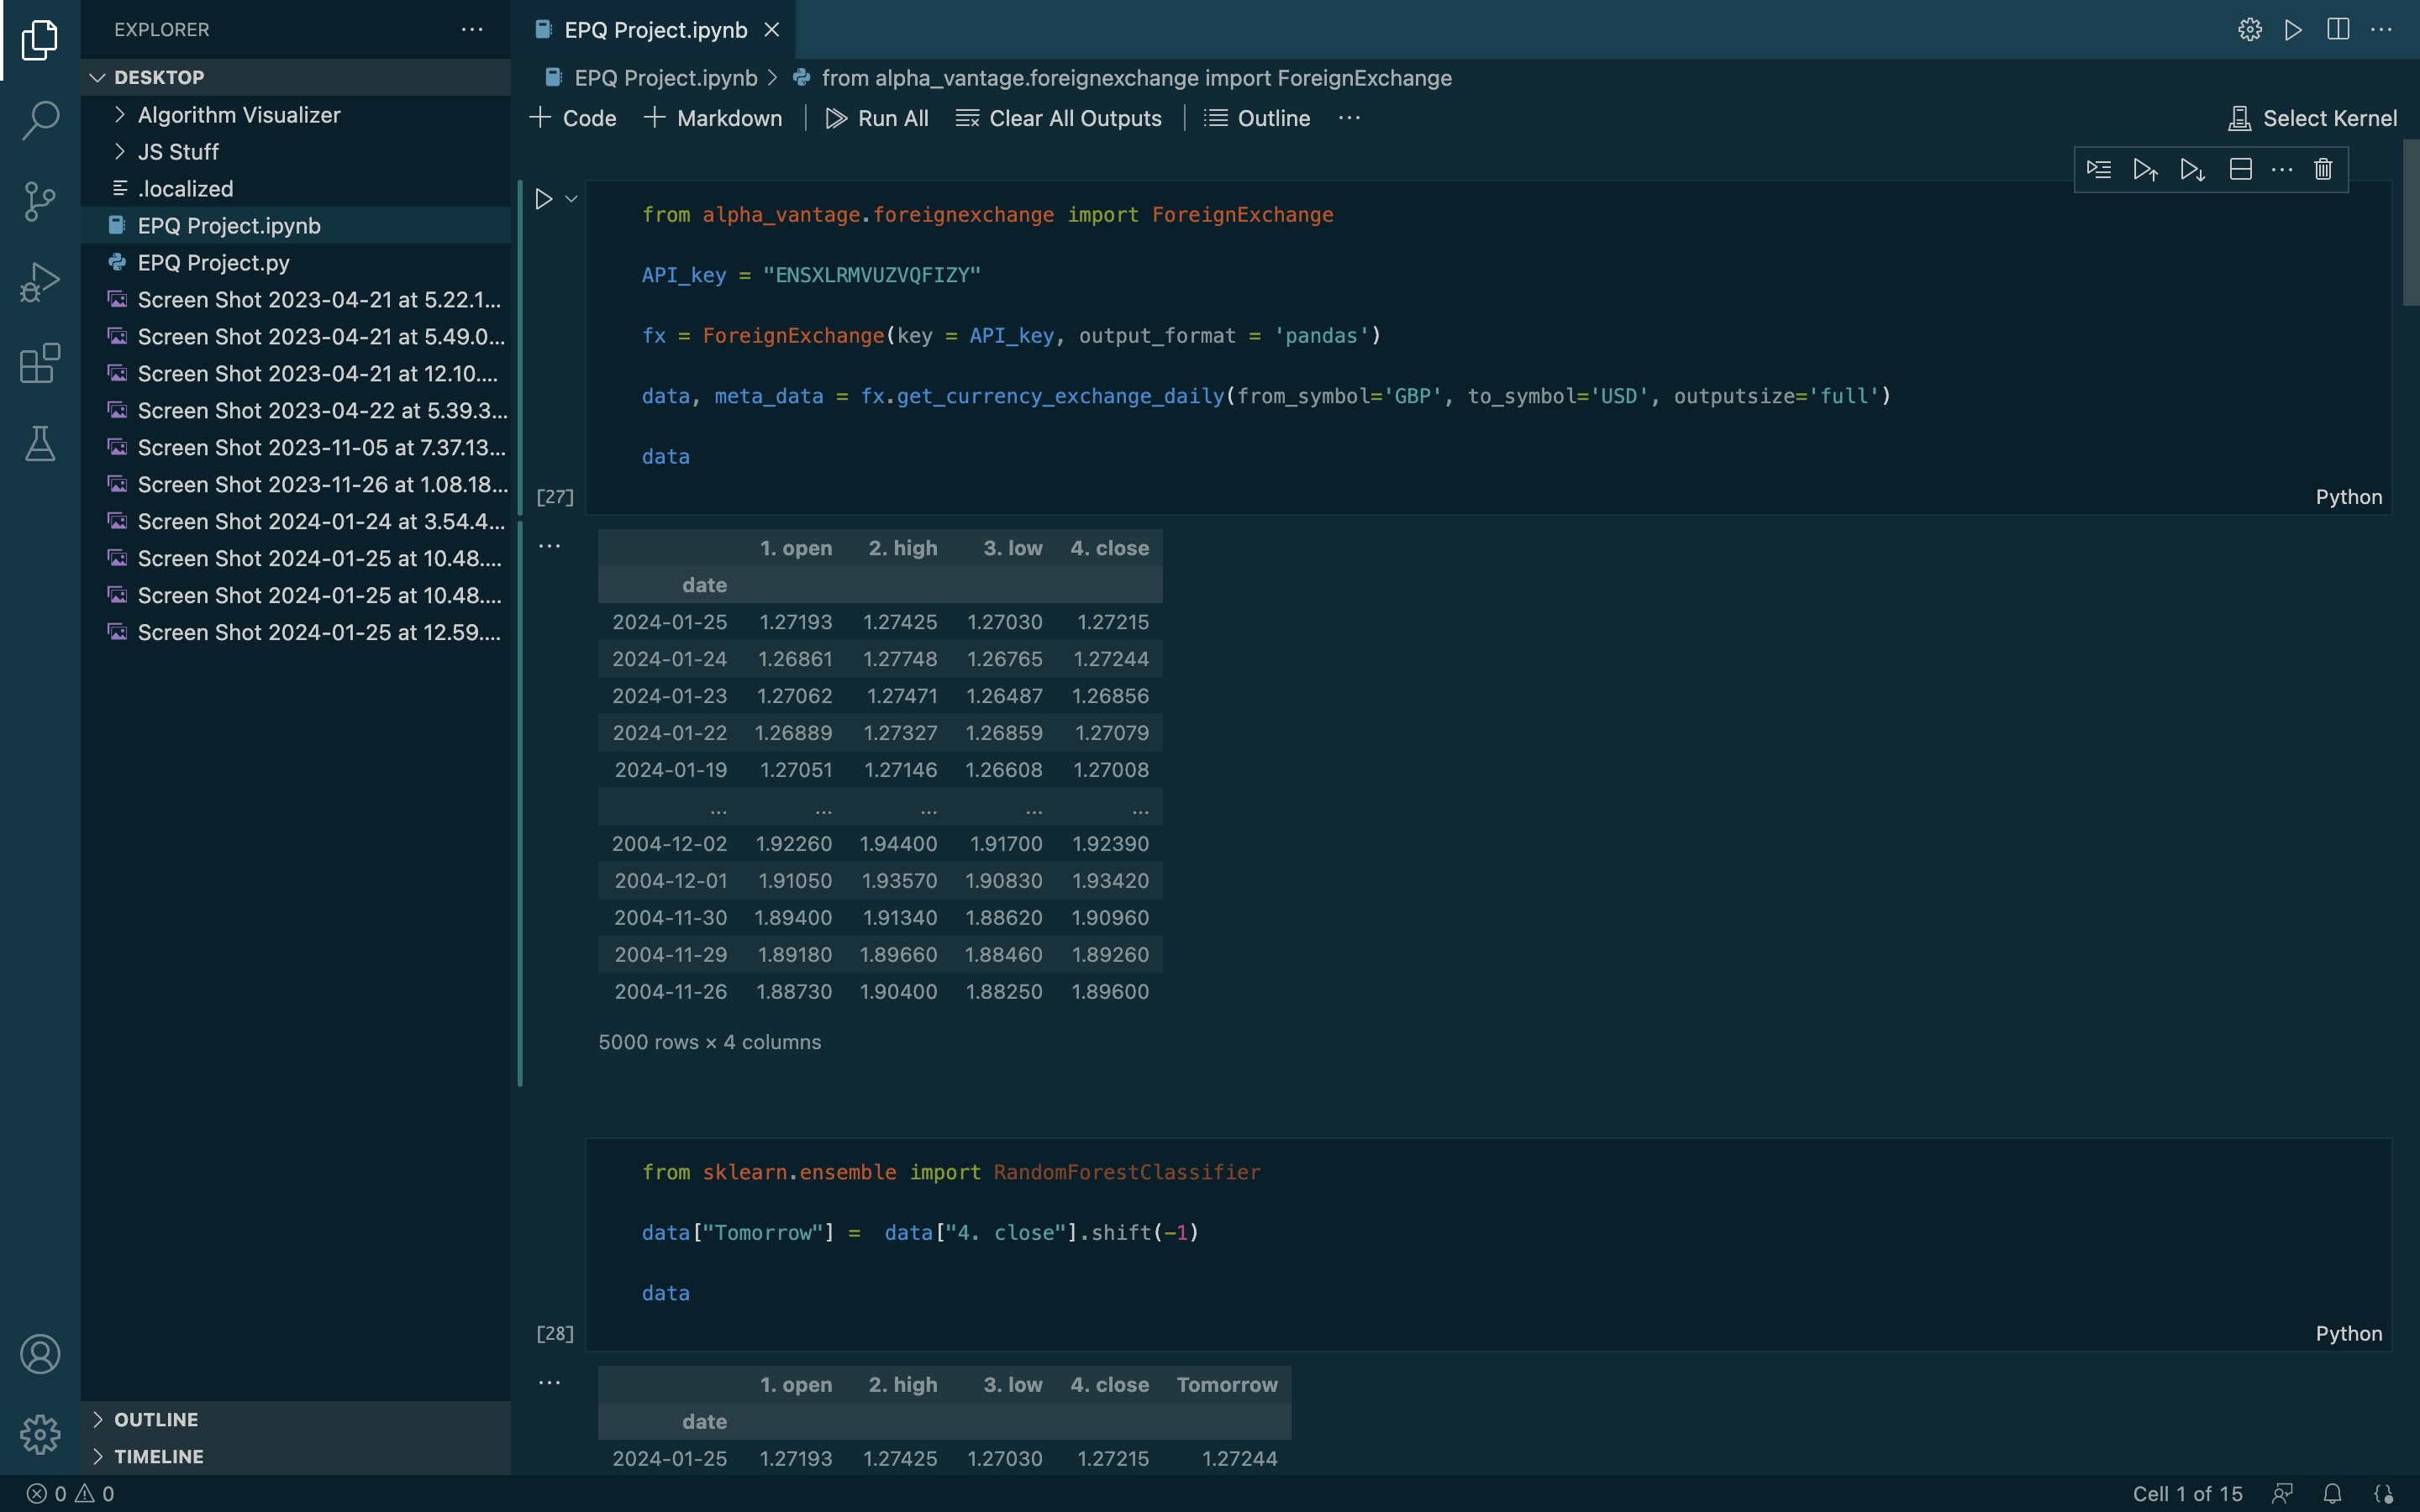 EXPLORER
DESKTOP
Algorithm Visualizer
JS Stuff
.localized
EPQ Project.ipynb
EPQ Project.py
Screen Shot 2023-04-21 at 5.22.1...
Screen Shot 2023-04-21 at 5.49.0...
Screen Shot 2023-04-21 at 12.10....
Screen Shot 2023-04-22 at 5.39.3...
Screen Shot 2023-11-05 at 7.37.13...
Screen Shot 2023-11-26 at 1.08.18...
Screen Shot 2024-01-24 at 3.54.4...
Screen Shot 2024-01-25 at 10.48....
Screen Shot 2024-01-25 at 10.48....
Screen Shot 2024-01-25 at 12.59....
OUTLINE
TIMELINE
EPQ Project.ipynb
EPQ Project.ipynb > from alpha_vantage.foreignexchange import ForeignExchange
+ Code + Markdown Run All Clear All Outputs Outline ...
Select Kernel
from alpha_vantage.foreignexchange import ForeignExchange
API_key = "ENSXLRMVUZVQFIZY"
fx = ForeignExchange(key = API_key, output_format = 'pandas')
data, meta_data = fx.get_currency_exchange_daily(from_symbol='GBP', to_symbol='USD', outputsize='full')
data
[27] Python
1. open 2. high 3. low 4. close
date
2024-01-25 1.27193 1.27425 1.27030 1.27215
2024-01-24 1.26861 1.27748 1.26765 1.27244
2024-01-23 1.27062 1.27471 1.26487 1.26856
2024-01-22 1.26889 1.27327 1.26859 1.27079
2024-01-19 1.27051 1.27146 1.26608 1.27008
... ... ... ... ...
2004-12-02 1.92260 1.94400 1.91700 1.92390
2004-12-01 1.91050 1.93570 1.90830 1.93420
2004-11-30 1.89400 1.91340 1.88620 1.90960
2004-11-29 1.89180 1.89660 1.88460 1.89260
2004-11-26 1.88730 1.90400 1.88250 1.89600
5000 rows × 4 columns
from sklearn.ensemble import RandomForestClassifier
data["Tomorrow"] =  data["4. close"].shift(-1)
data
[28] Python
1. open 2. high 3. low 4. close Tomorrow
date
2024-01-25 1.27193 1.27425 1.27030 1.27215 1.27244
0 0
Cell 1 of 15